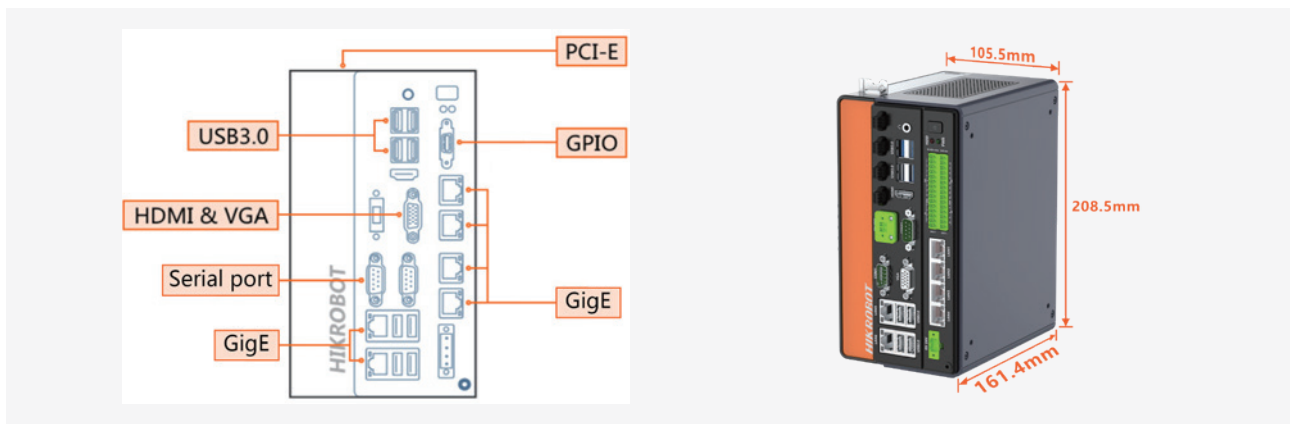 PCI-E
USB3.0
GPIO
HDMI & VGA
Serial port
GigE
GigE
HIKROBOT
105.5mm
208.5mm
161.4mm
HIKROBOT